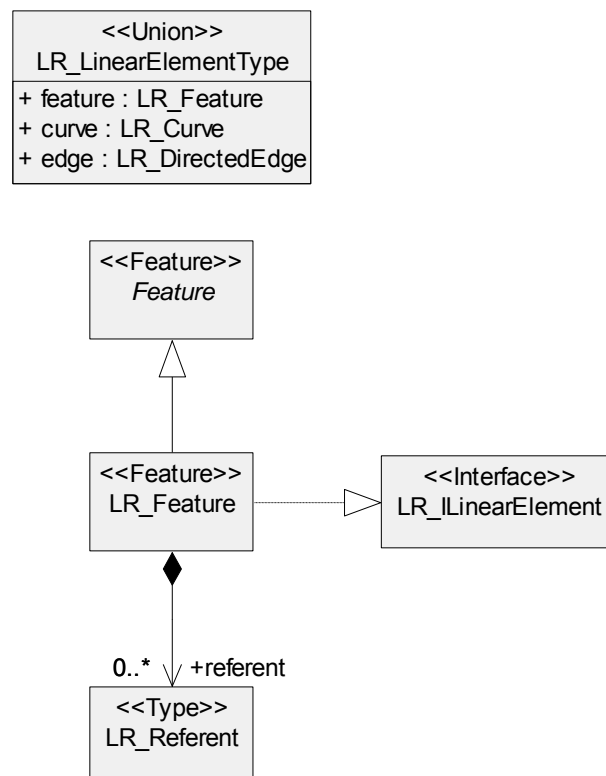 <<Union>>
LR_LinearElementType
+ feature : LR_Feature
+ curve : LR_Curve
+ edge : LR_DirectedEdge
<<Feature>>
Feature
<<Feature>>
LR_Feature
<<Interface>>
LR_ILinearElement
0..* +referent
<<Type>>
LR_Referent